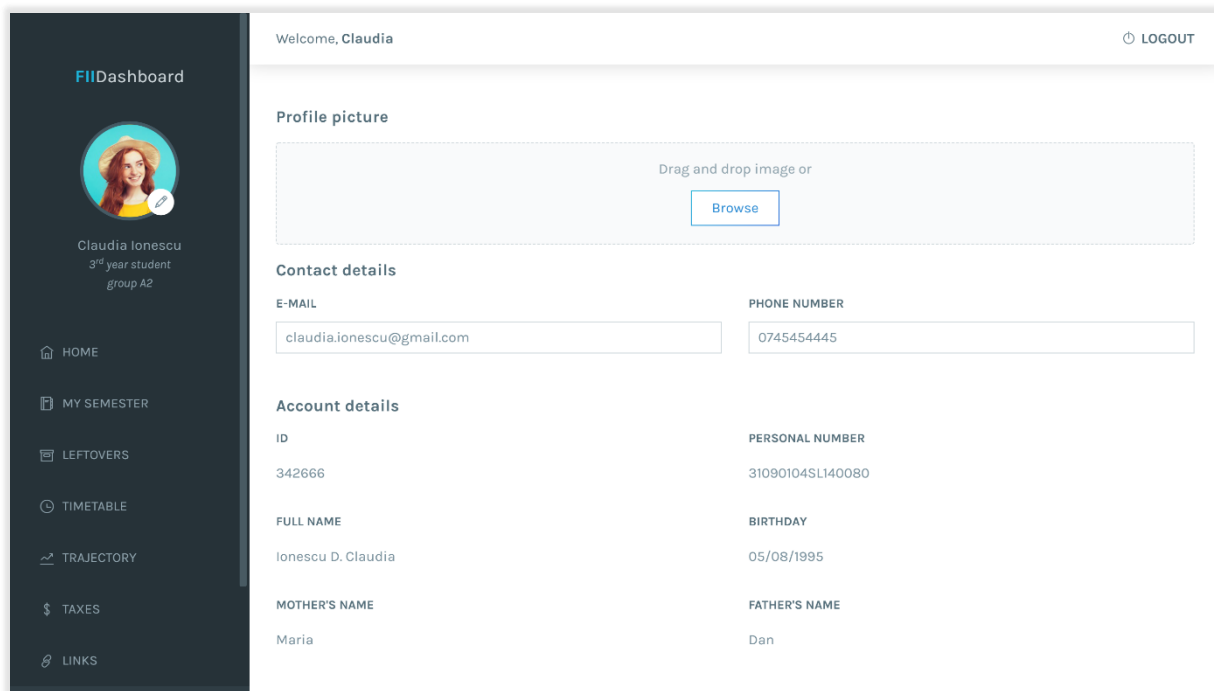 FIIDashboard
Claudia Ionescu
3rd year student
group A2
HOME
MY SEMESTER
LEFTOVERS
TIMETABLE
TRAJECTORY
TAXES
LINKS
Welcome, Claudia
LOGOUT
Profile picture
Drag and drop image or
Browse
Contact details
E-MAIL
claudia.ionescu@gmail.com
PHONE NUMBER
0745454445
Account details
ID
342666
PERSONAL NUMBER
31090104SL140080
FULL NAME
Ionescu D. Claudia
BIRTHDAY
05/08/1995
MOTHER'S NAME
Maria
FATHER'S NAME
Dan